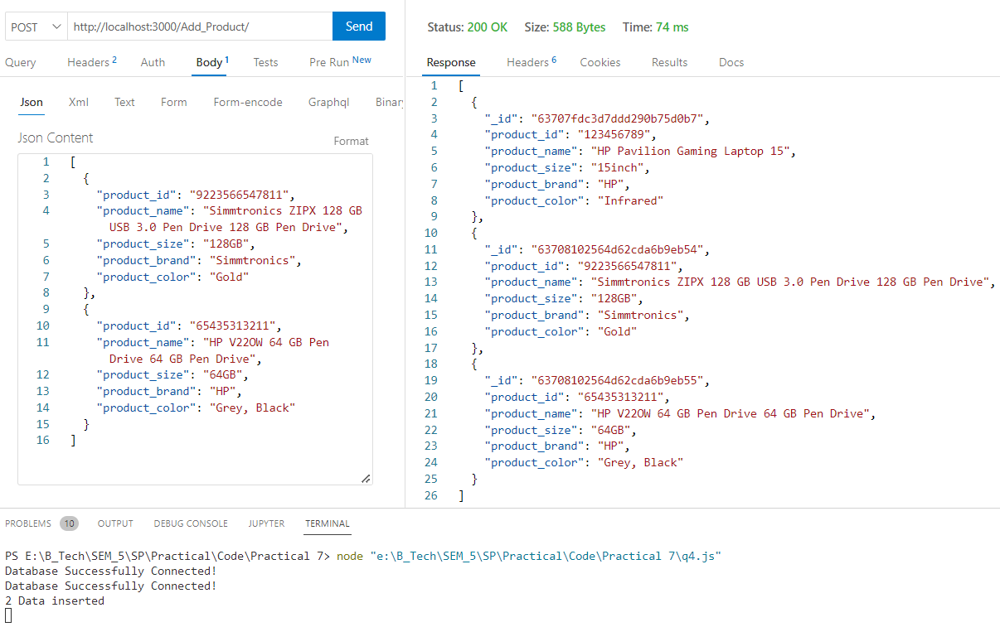 POST http://localhost:3000/Add_Product/ Send
Query Headers 2 Auth Body 1 Tests Pre Run New
Json Xml Text Form Form-encode Graphql Binary
Json Content Format
1 [
2 {
3 "product_id": "9223566547811",
4 "product_name": "Simmtronics ZIPX 128 GB
USB 3.0 Pen Drive 128 GB Pen Drive",
5 "product_size": "128GB",
6 "product_brand": "Simmtronics",
7 "product_color": "Gold"
8 },
9 {
10 "product_id": "65435313211",
11 "product_name": "HP V22OW 64 GB Pen
Drive 64 GB Pen Drive",
12 "product_size": "64GB",
13 "product_brand": "HP",
14 "product_color": "Grey, Black"
15 }
16 ]
Status: 200 OK Size: 588 Bytes Time: 74 ms
Response Headers 6 Cookies Results Docs
1 [
2 {
3 "_id": "63707fdc3d7ddd290b75d0b7",
4 "product_id": "123456789",
5 "product_name": "HP Pavilion Gaming Laptop 15",
6 "product_size": "15inch",
7 "product_brand": "HP",
8 "product_color": "Infrared"
9 },
10 {
11 "_id": "63708102564d62cda6b9eb54",
12 "product_id": "9223566547811",
13 "product_name": "Simmtronics ZIPX 128 GB USB 3.0 Pen Drive 128 GB Pen Drive",
14 "product_size": "128GB",
15 "product_brand": "Simmtronics",
16 "product_color": "Gold"
17 },
18 {
19 "_id": "63708102564d62cda6b9eb55",
20 "product_id": "65435313211",
21 "product_name": "HP V22OW 64 GB Pen Drive 64 GB Pen Drive",
22 "product_size": "64GB",
23 "product_brand": "HP",
24 "product_color": "Grey, Black"
25 }
26 ]
PROBLEMS 10 OUTPUT DEBUG CONSOLE JUPYTER TERMINAL
PS E:\B_Tech\SEM_5\SP\Practical\Code\Practical 7> node "e:\B_Tech\SEM_5\SP\Practical\Code\Practical 7\q4.js"
Database Successfully Connected!
Database Successfully Connected!
2 Data inserted